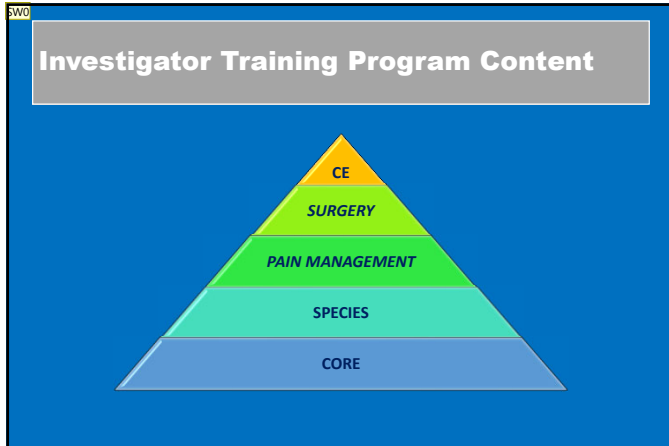 SW0
Investigator Training Program Content
CE
SURGERY
PAIN MANAGEMENT
SPECIES
CORE